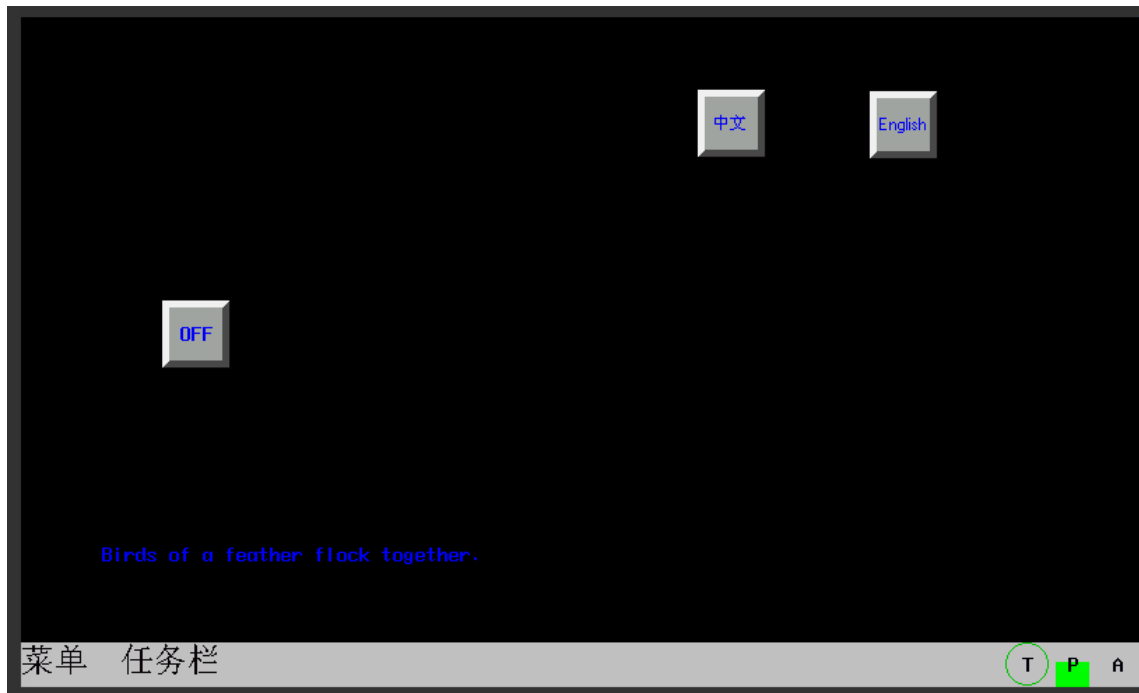 中文 English
OFF
Birds of a feather flock together.
菜单 任务栏 T P A